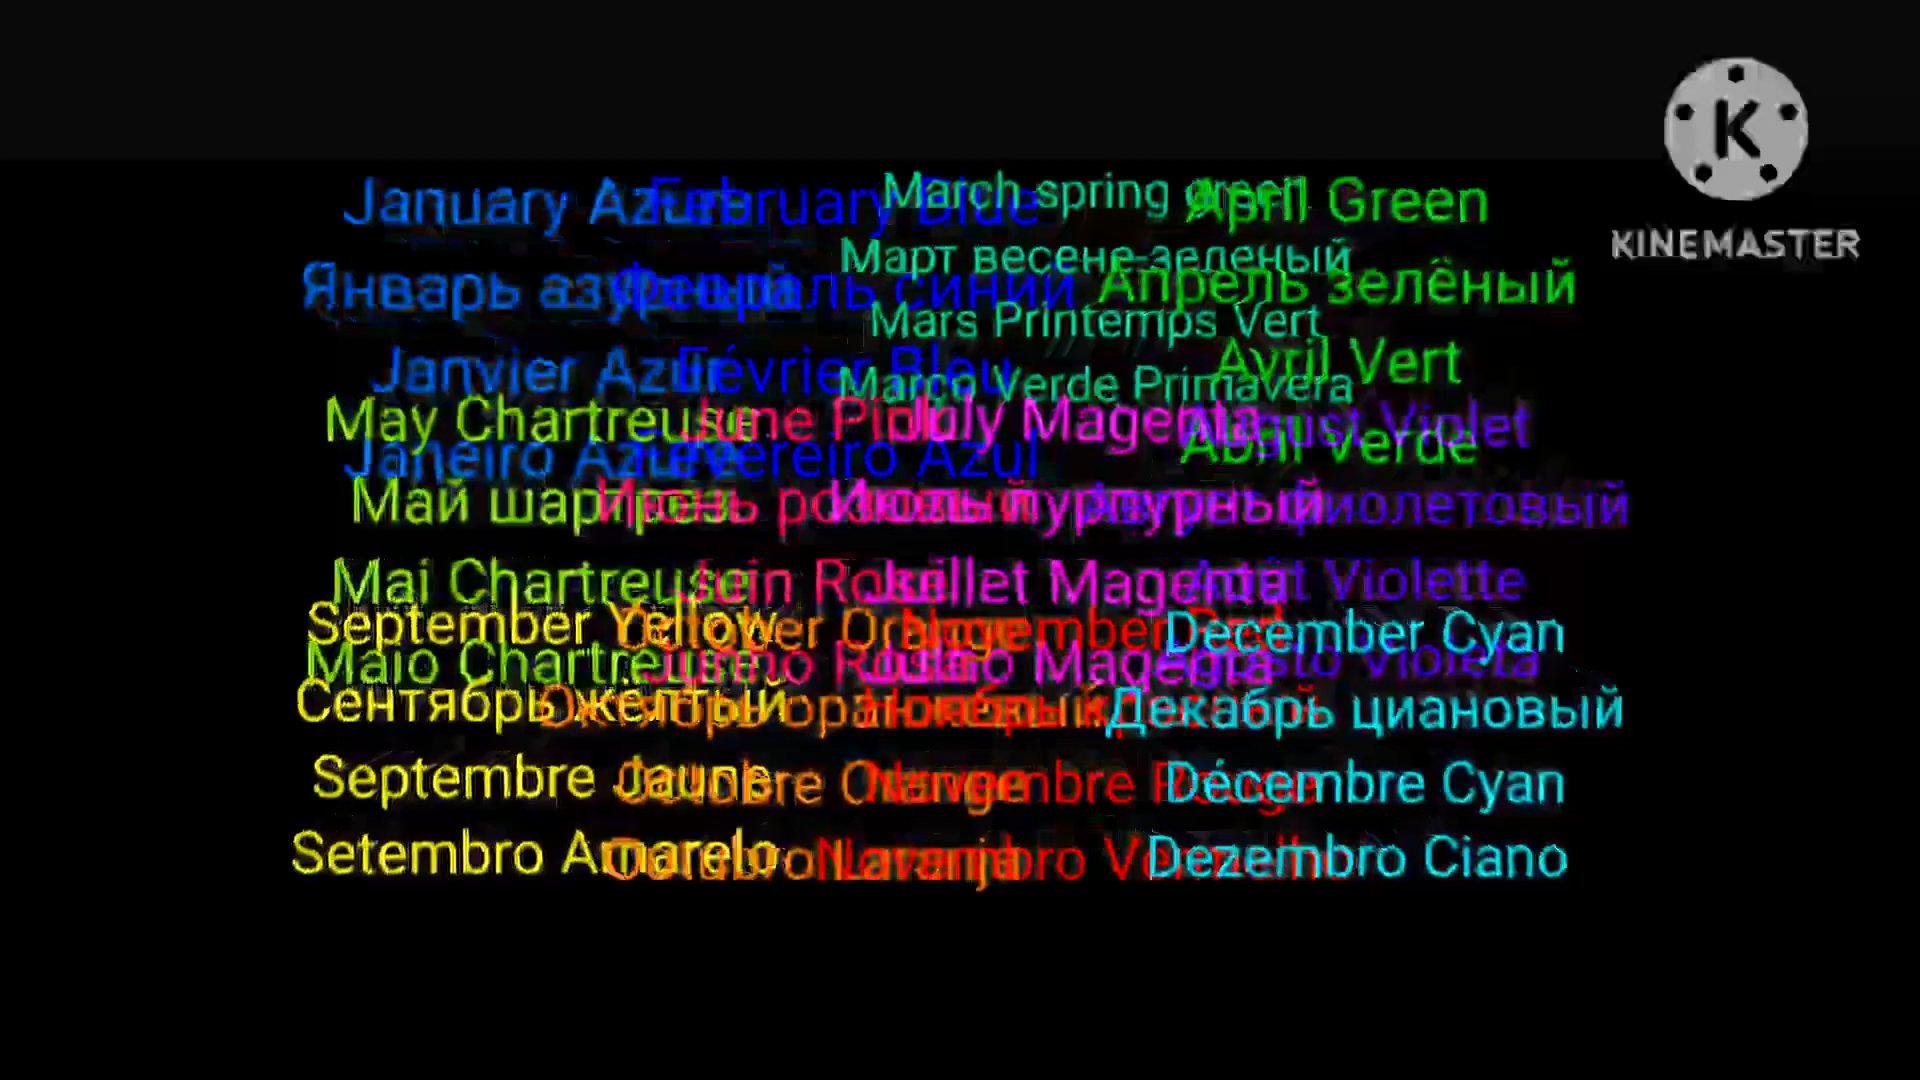 January Azure
February Blue
March spring green
April Green
Январь азурный
Февраль синий
Март весене-зеленый
Апрель зелёный
Janvier Azur
Février Bleu
Mars Printemps Vert
Avril Vert
Janeiro Azure
Fevereiro Azul
Março Verde Primavera
Abril Verde
May Chartreuse
June Pink
July Magenta
August Violet
Май шартрез
Июнь розовый
Июль пурпурный
Август фиолетовый
Mai Chartreuse
Juin Rose
Juillet Magenta
Août Violette
Maio Chartreuse
Junho Rosa
Julho Magenta
Agosto Violeta
September Yellow
October Orange
November Red
December Cyan
Сентябрь жёлтый
Октябрь оранжевый
Ноябрь
Декабрь циановый
Septembre Jaune
Octobre Orange
Novembre Rouge
Décembre Cyan
Setembro Amarelo
Outubro Laranja
Novembro Vermelho
Dezembro Ciano
K
KINEMASTER